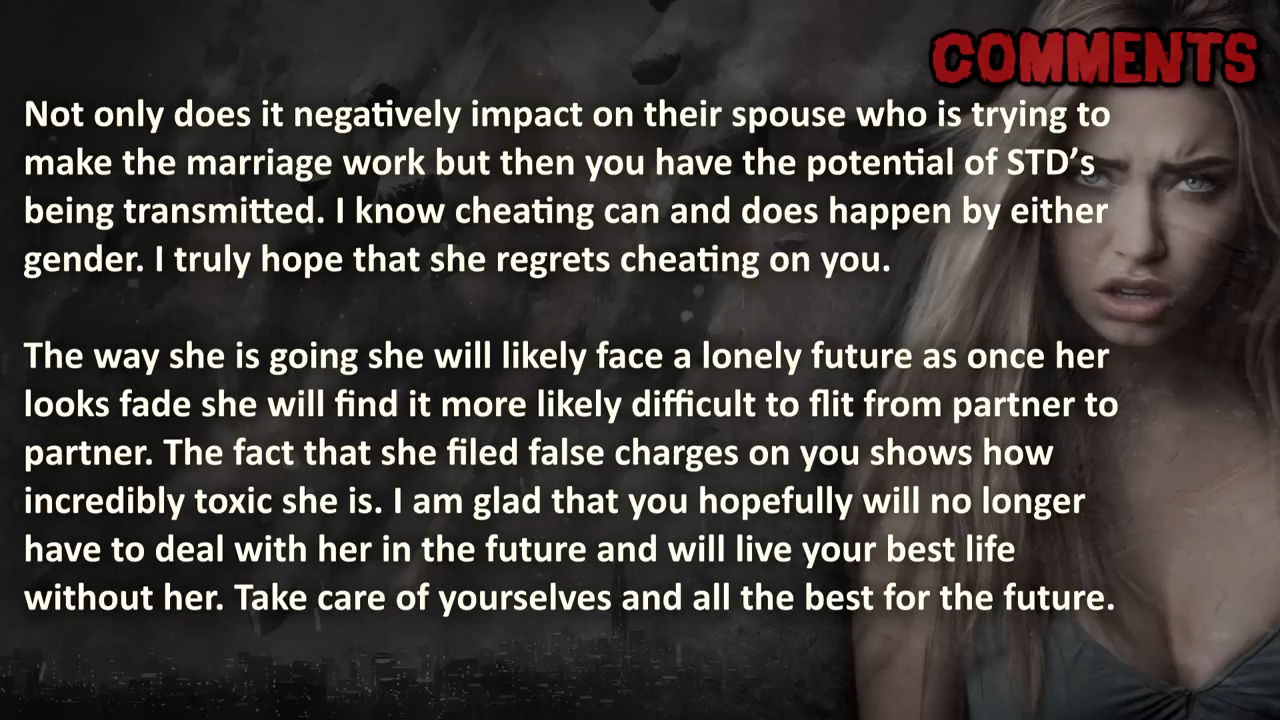 COMMENTS
Not only does it negatively impact on their spouse who is trying to
make the marriage work but then you have the potential of STD’s
being transmitted. I know cheating can and does happen by either
gender. I truly hope that she regrets cheating on you.
The way she is going she will likely face a lonely future as once her
looks fade she will find it more likely difficult to flit from partner to
partner. The fact that she filed false charges on you shows how
incredibly toxic she is. I am glad that you hopefully will no longer
have to deal with her in the future and will live your best life
without her. Take care of yourselves and all the best for the future.